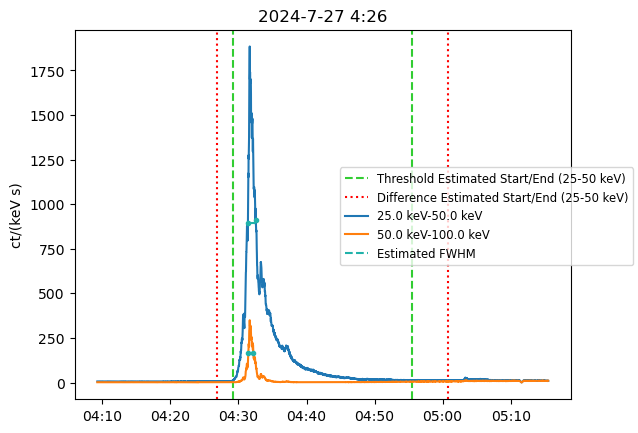 2024-7-27 4:26
ct/(keV s)
1750
1500
1250
1000
750
500
250
0
Threshold Estimated Start/End (25-50 keV)
Difference Estimated Start/End (25-50 keV)
25.0 keV-50.0 keV
50.0 keV-100.0 keV
Estimated FWHM
04:10 04:20 04:30 04:40 04:50 05:00 05:10